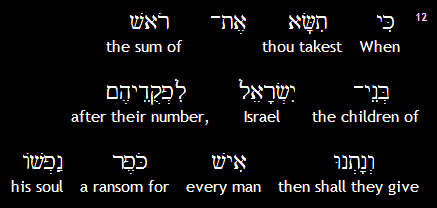 12 כִּי תִשָּׂא אֶת־ רֹאשׁ
the sum of thou takest When
בְּנֵי־ יִשְׂרָאֵל לִפְקֻדֵיהֶם
after their number, Israel the children of
וְנָתְנוּ אִישׁ כֹּפֶר נַפְשׁוֹ
his soul a ransom for every man then shall they give